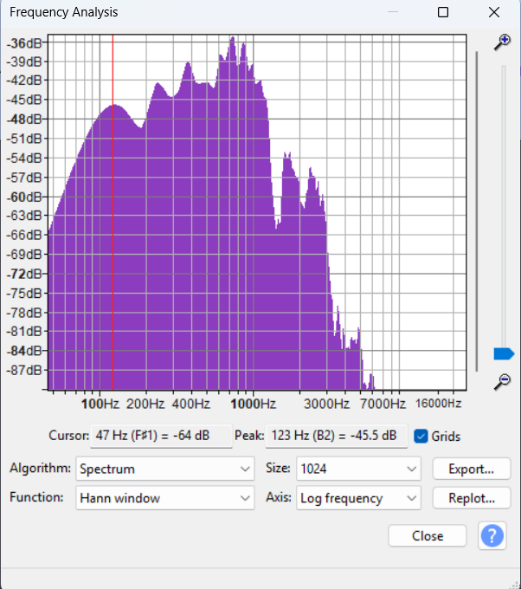 Frequency Analysis
-36dB
-39dB
-42dB
-45dB
-48dB
-51dB
-54dB
-57dB
-60dB
-63dB
-66dB
-69dB
-72dB
-75dB
-78dB
-81dB
-84dB
-87dB
100Hz 200Hz 400Hz 1000Hz 3000Hz 7000Hz 16000Hz
Cursor: 47 Hz (F♯1) = -64 dB Peak: 123 Hz (B2) = -45.5 dB Grids
Algorithm: Spectrum Size: 1024 Export...
Function: Hann window Axis: Log frequency Replot...
Close ?